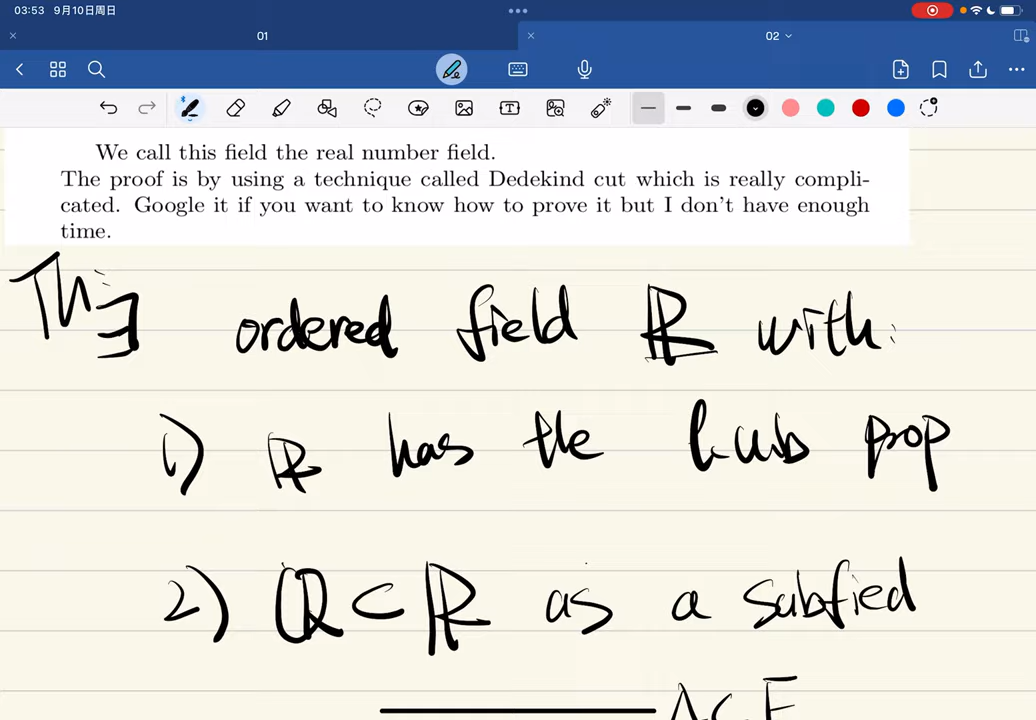 03:53 9月10日周日
01
02
We call this field the real number field.
The proof is by using a technique called Dedekind cut which is really compli-
cated. Google it if you want to know how to prove it but I don't have enough
time.
Th: ∃ ordered field ℝ with:
1) ℝ has the l.u.b prop
2) ℚ ⊂ ℝ as a subfied